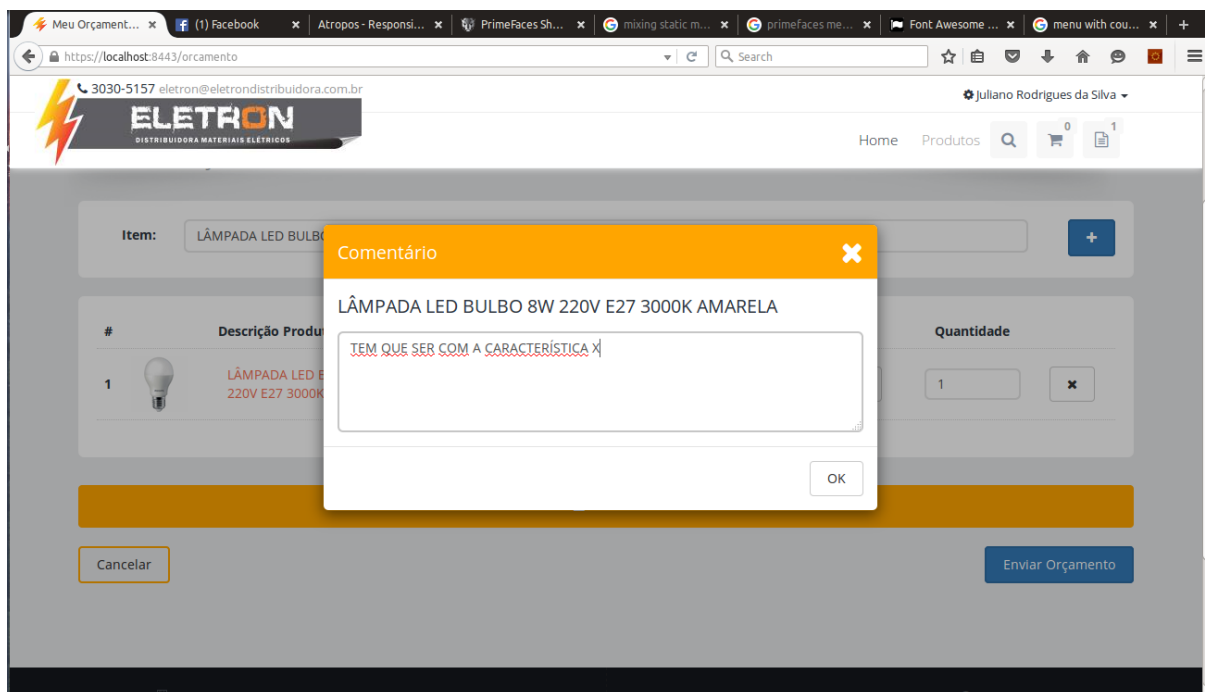 Meu Orçament...
(1) Facebook
Atropos - Responsi...
PrimeFaces Sh...
mixing static m...
primefaces me...
Font Awesome ...
menu with cou...
https://localhost:8443/orcamento
Search
3030-5157 eletron@eletrondistribuidora.com.br
Juliano Rodrigues da Silva
ELETRON
DISTRIBUIDORA MATERIAIS ELÉTRICOS
Home Produtos 0 1
Item: LÂMPADA LED BULBO
Comentário
LÂMPADA LED BULBO 8W 220V E27 3000K AMARELA
TEM QUE SER COM A CARACTERÍSTICA X
OK
# Descrição Produ Quantidade
1 LÂMPADA LED B 1
220V E27 3000K
Cancelar Enviar Orçamento